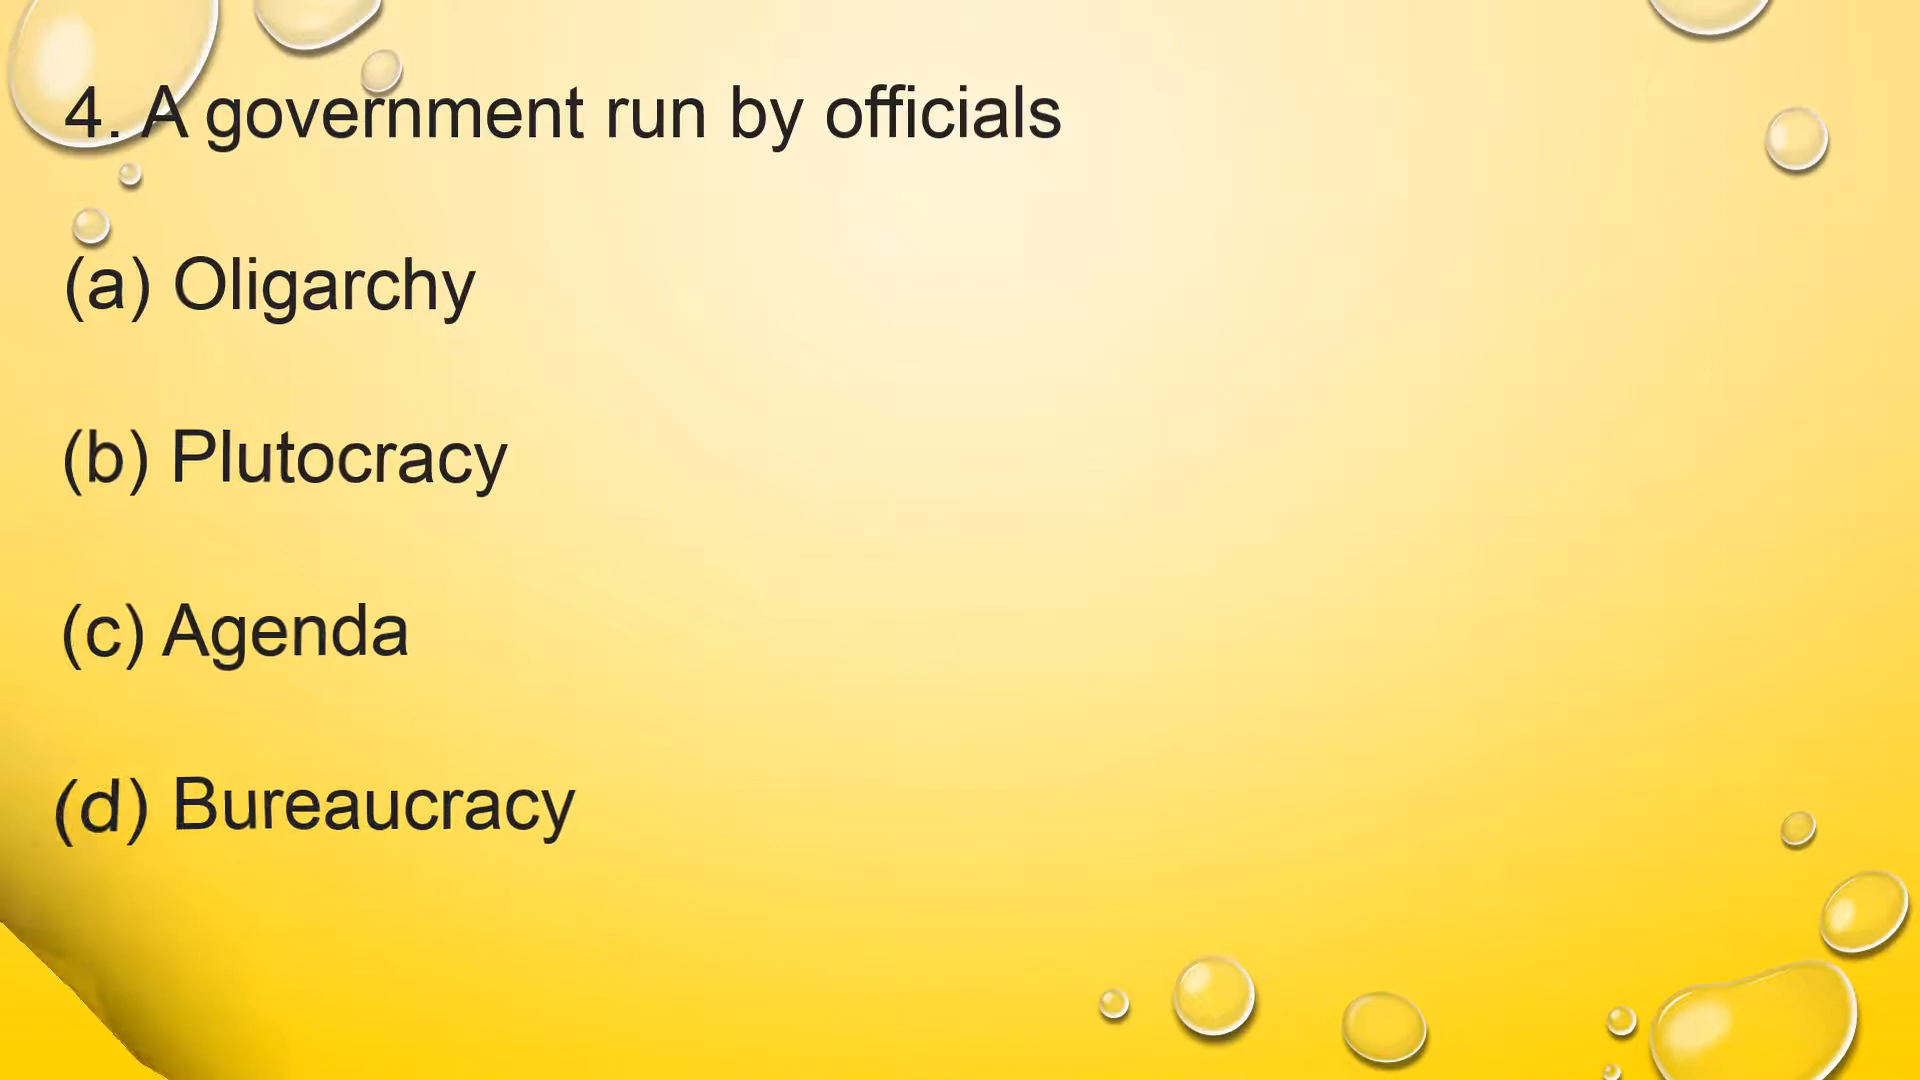 4. A government run by officials
(a) Oligarchy
(b) Plutocracy
(c) Agenda
(d) Bureaucracy